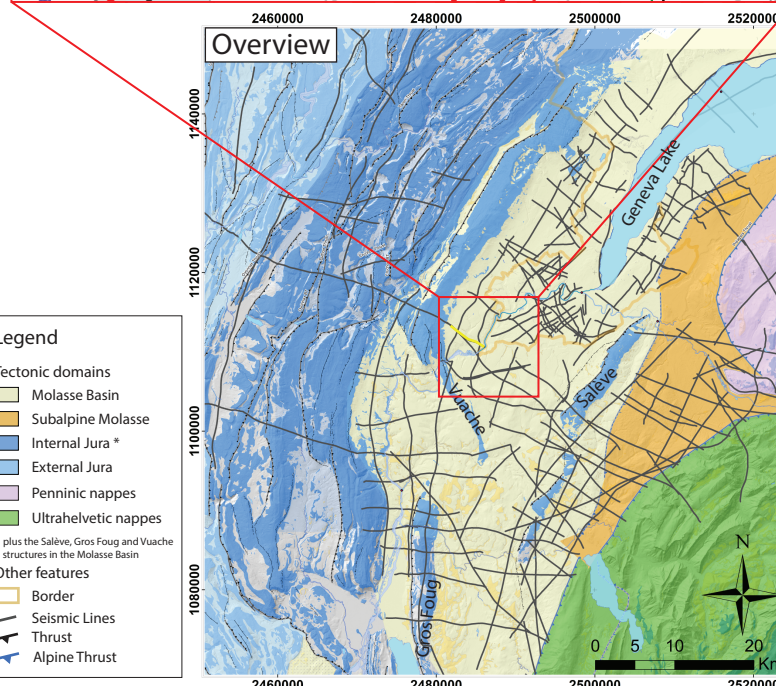 2460000 2480000 2500000 2520000
Overview
1140000
1120000
1100000
1080000
Geneva Lake
Vuache
Salève
Gros Foug
N
0 5 10 20
Km
2460000 2480000 2500000 2520000
Legend
Tectonic domains
Molasse Basin
Subalpine Molasse
Internal Jura *
External Jura
Penninic nappes
Ultrahelvetic nappes
plus the Salève, Gros Foug and Vuache
structures in the Molasse Basin
Other features
Border
Seismic Lines
Thrust
Alpine Thrust